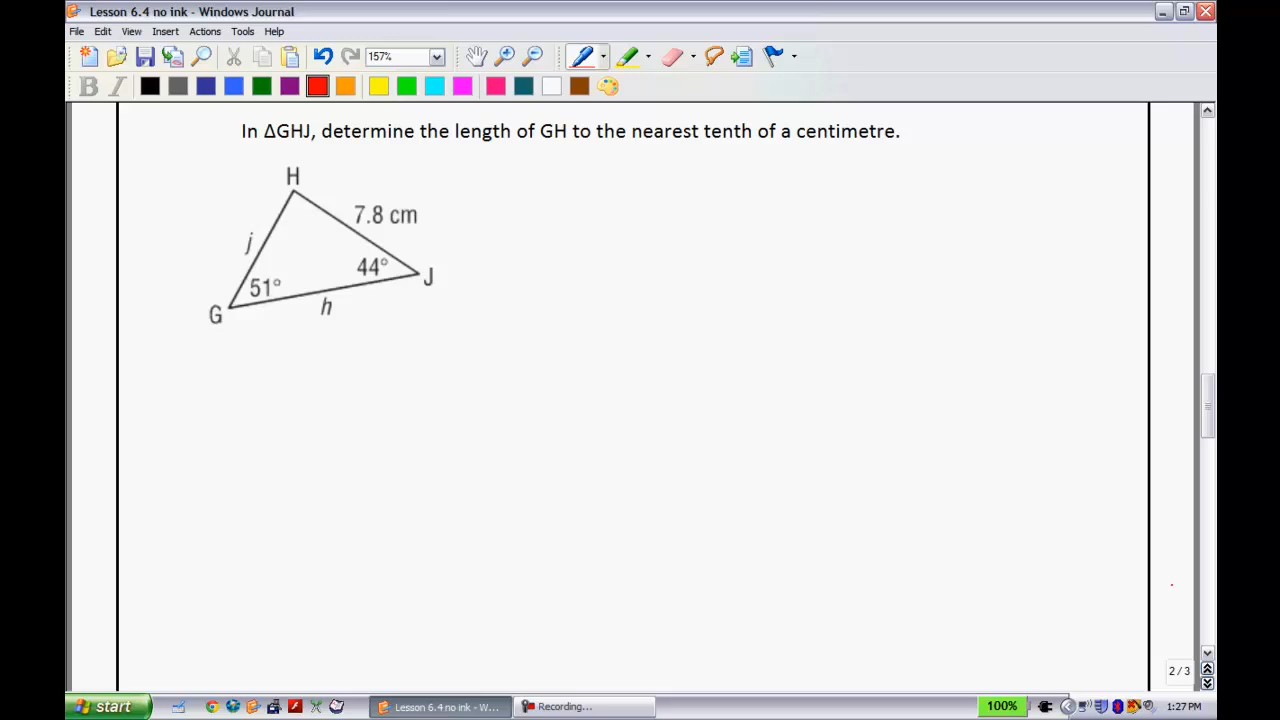 Lesson 6.4 no ink - Windows Journal
File Edit View Insert Actions Tools Help
157%
B I
In ΔGHJ, determine the length of GH to the nearest tenth of a centimetre.
H
7.8 cm
j
44°
J
51°
h
G
2 / 3
start
Lesson 6.4 no ink - W...
Recording...
100%
1:27 PM